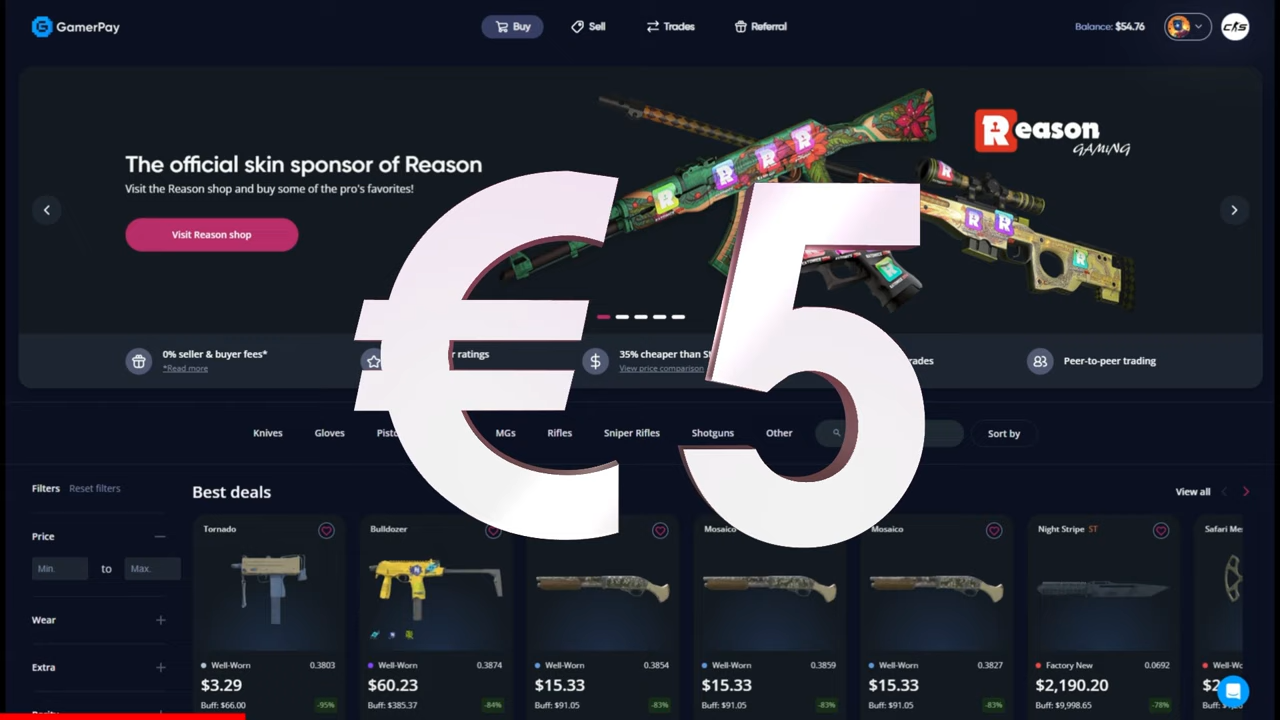 GamerPay
Buy
Sell
Trades
Referral
Balance: $54.76
Reason
GAMING
The official skin sponsor of Reason
Visit the Reason shop and buy some of the pro's favorites!
Visit Reason shop
€5
0% seller & buyer fees*
*Read more
ratings
35% cheaper than
View price comparison
Peer-to-peer trading
Knives
Gloves
MGs
Rifles
Sniper Rifles
Shotguns
Other
Sort by
Filters
Reset filters
Best deals
View all
Price
Min.
to
Max.
Wear
Extra
Tornado
Well-Worn
0.3803
$3.29
Buff: $66.00
-95%
Bulldozer
Well-Worn
0.3874
$60.23
Buff: $385.37
-84%
Well-Worn
0.3854
$15.33
Buff: $91.05
-83%
Mosaico
Well-Worn
0.3859
$15.33
Buff: $91.05
-83%
Mosaico
Well-Worn
0.3827
$15.33
Buff: $91.05
-83%
Night Stripe ST
Factory New
0.0692
$2,190.20
Buff: $9,998.65
-78%
Safari